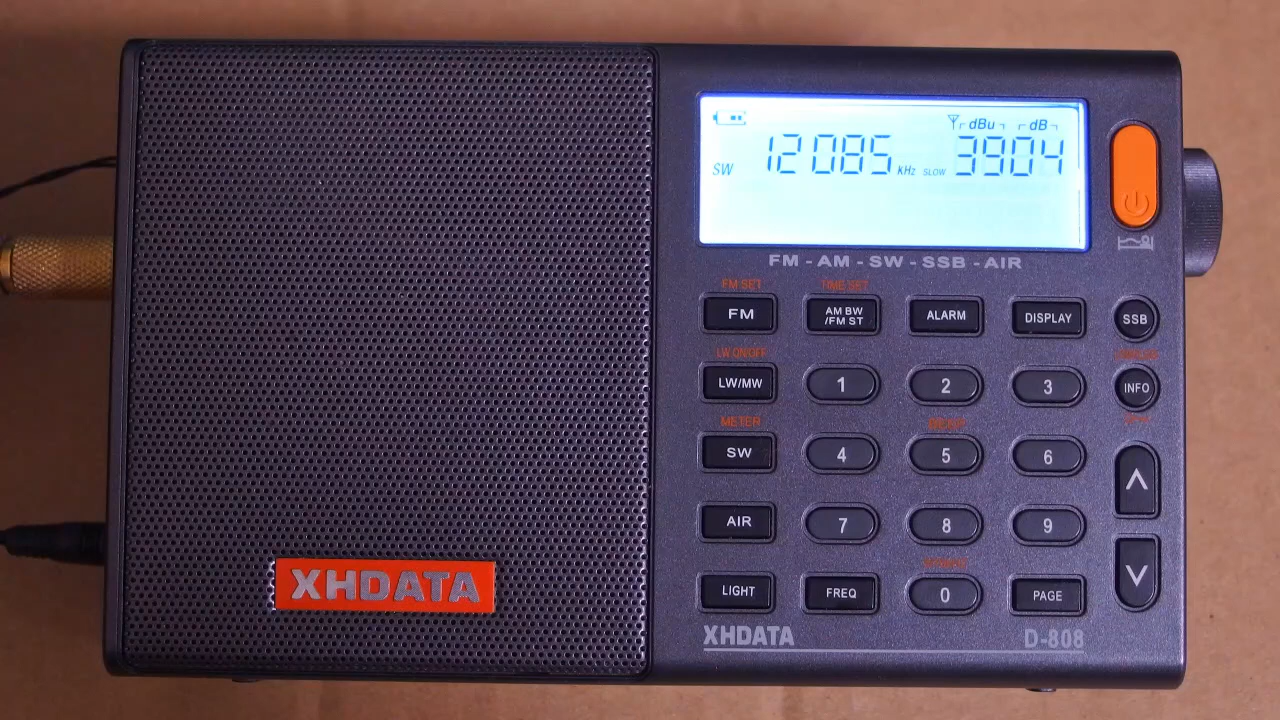 dBu dB
SW 12085 kHz SLOW 3904
FM - AM - SW - SSB - AIR
FM SET TIME SET
FM AM BW /FM ST ALARM DISPLAY SSB
LW ON/OFF
LW/MW 1 2 3 INFO
METER
SW 4 5 6
AIR 7 8 9
LIGHT FREQ 0 PAGE
XHDATA
XHDATA D-808